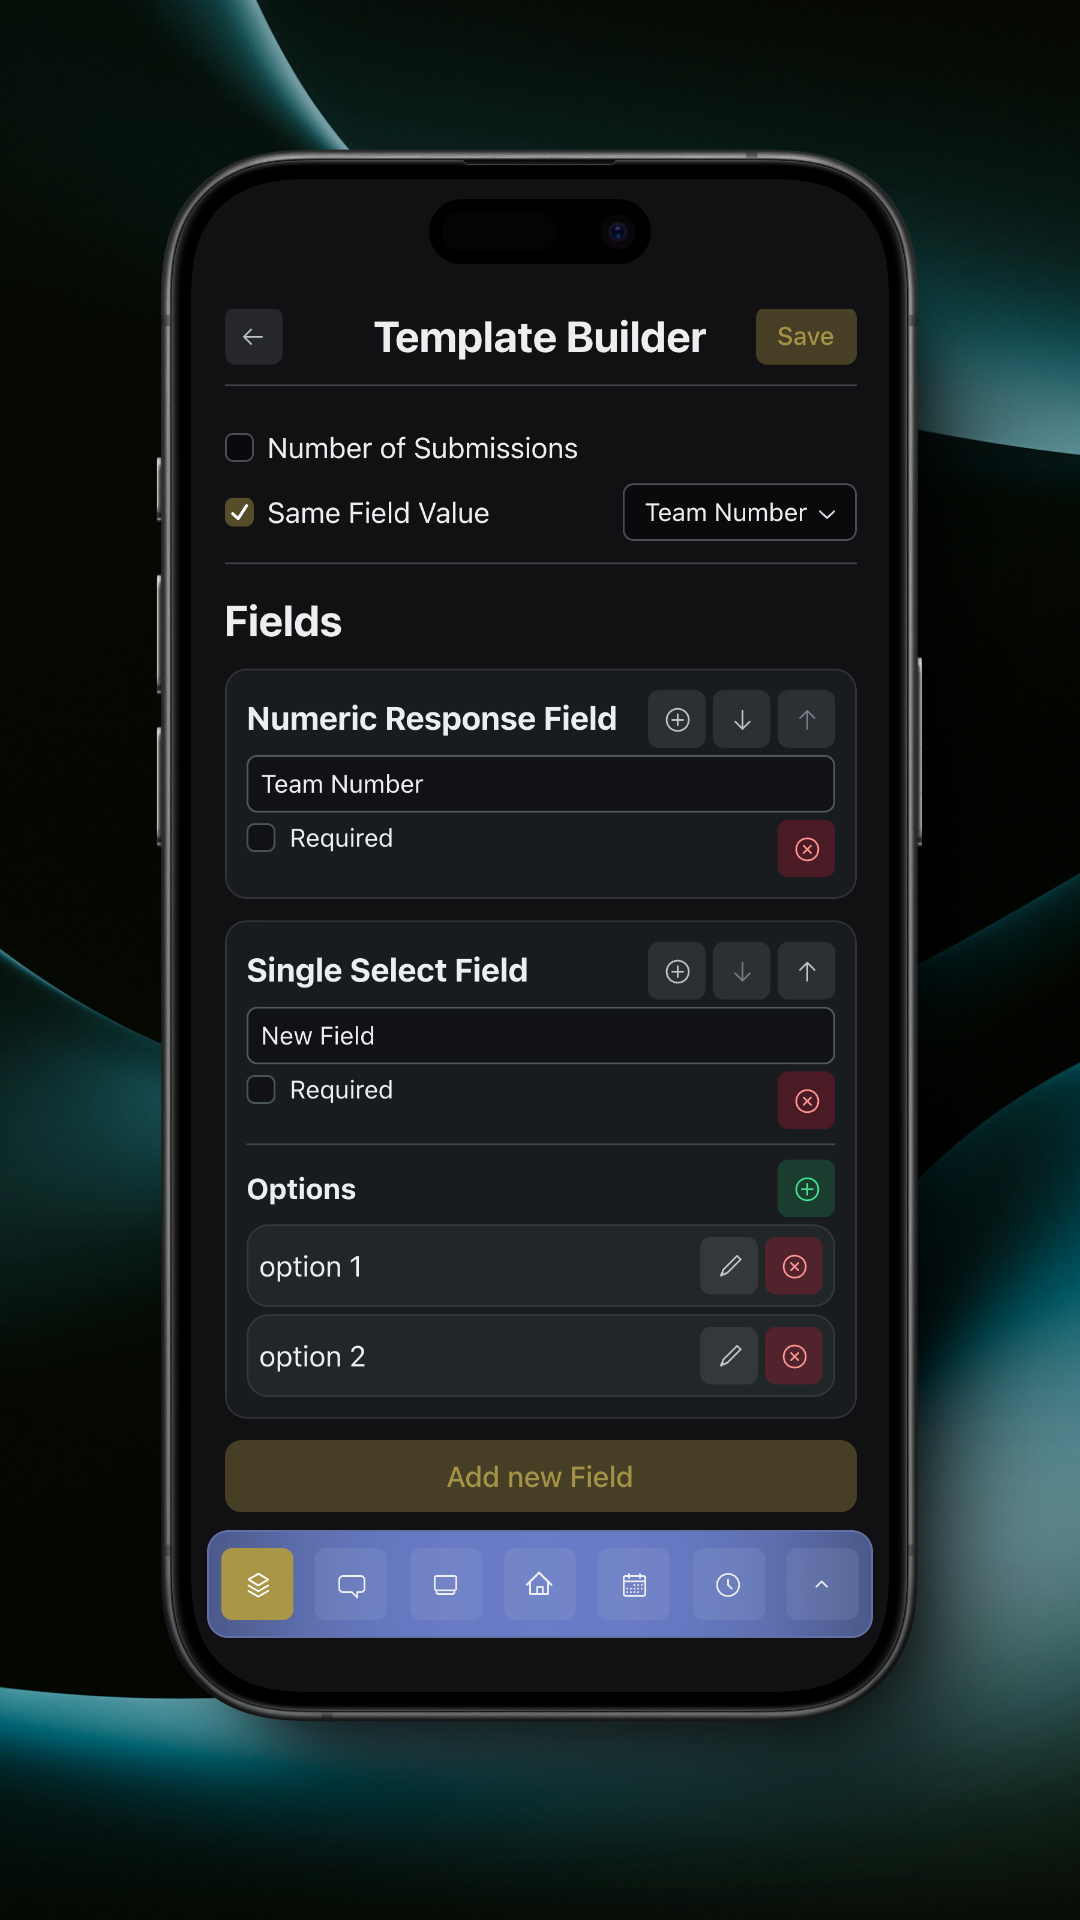 Template Builder
Save
Number of Submissions
Same Field Value
Team Number
Fields
Numeric Response Field
Team Number
Required
Single Select Field
New Field
Required
Options
option 1
option 2
Add new Field